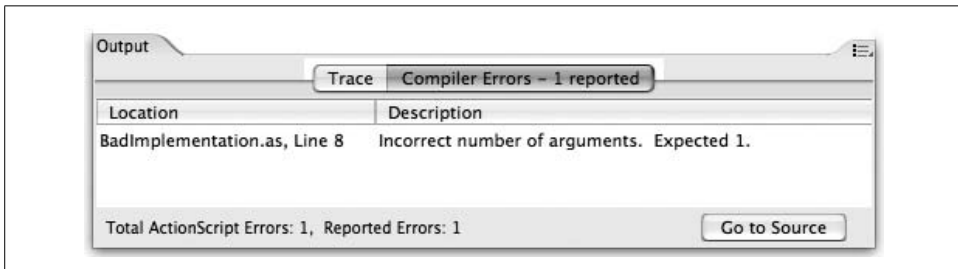 Output
Trace Compiler Errors – 1 reported
Location Description
BadImplementation.as, Line 8 Incorrect number of arguments. Expected 1.
Total ActionScript Errors: 1, Reported Errors: 1 Go to Source